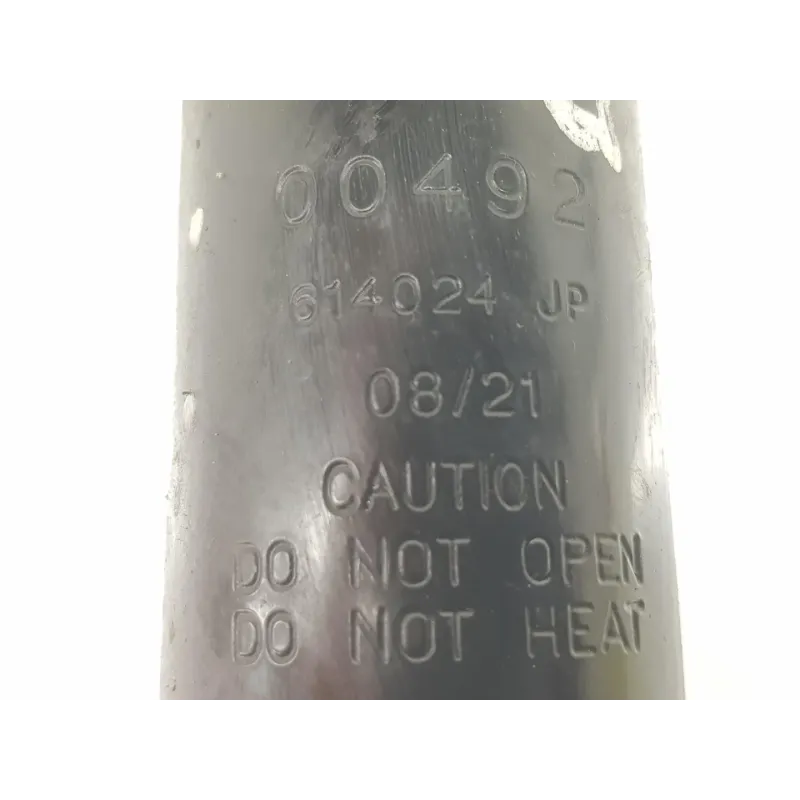 00492
614024 JP
08/21
CAUTION
DO NOT OPEN
DO NOT HEAT